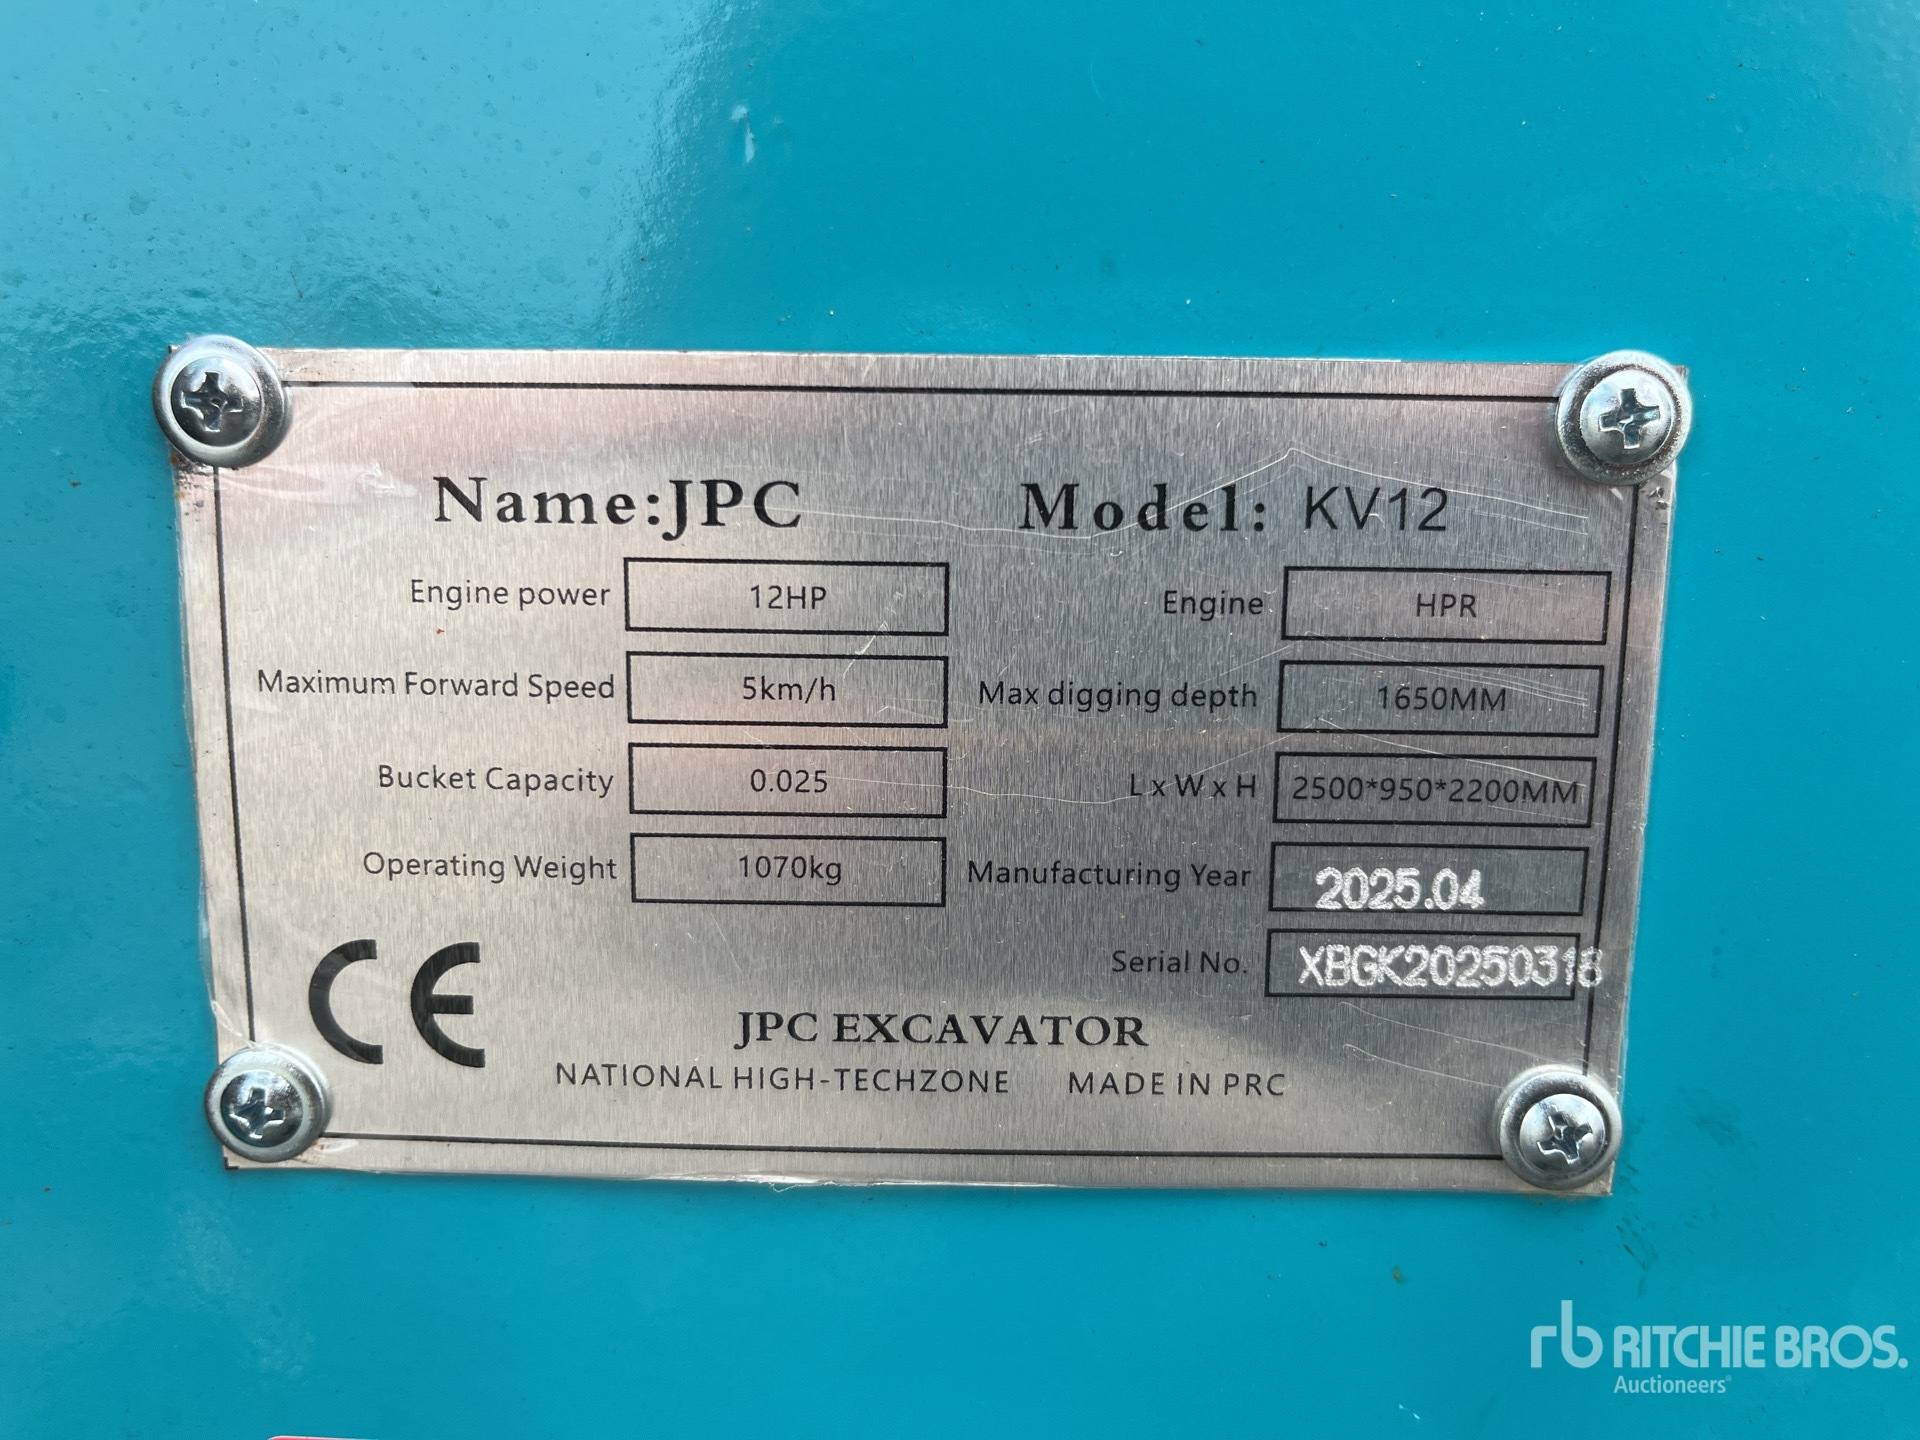 Name:JPC Model: KV12
Engine power 12HP Engine HPR
Maximum Forward Speed 5km/h Max digging depth 1650MM
Bucket Capacity 0.025 L x W x H 2500*950*2200MM
Operating Weight 1070kg Manufacturing Year 2025.04
Serial No. XBGK20250318
CE
JPC EXCAVATOR
NATIONAL HIGH-TECHZONE MADE IN PRC
rb RITCHIE BROS.
Auctioneers